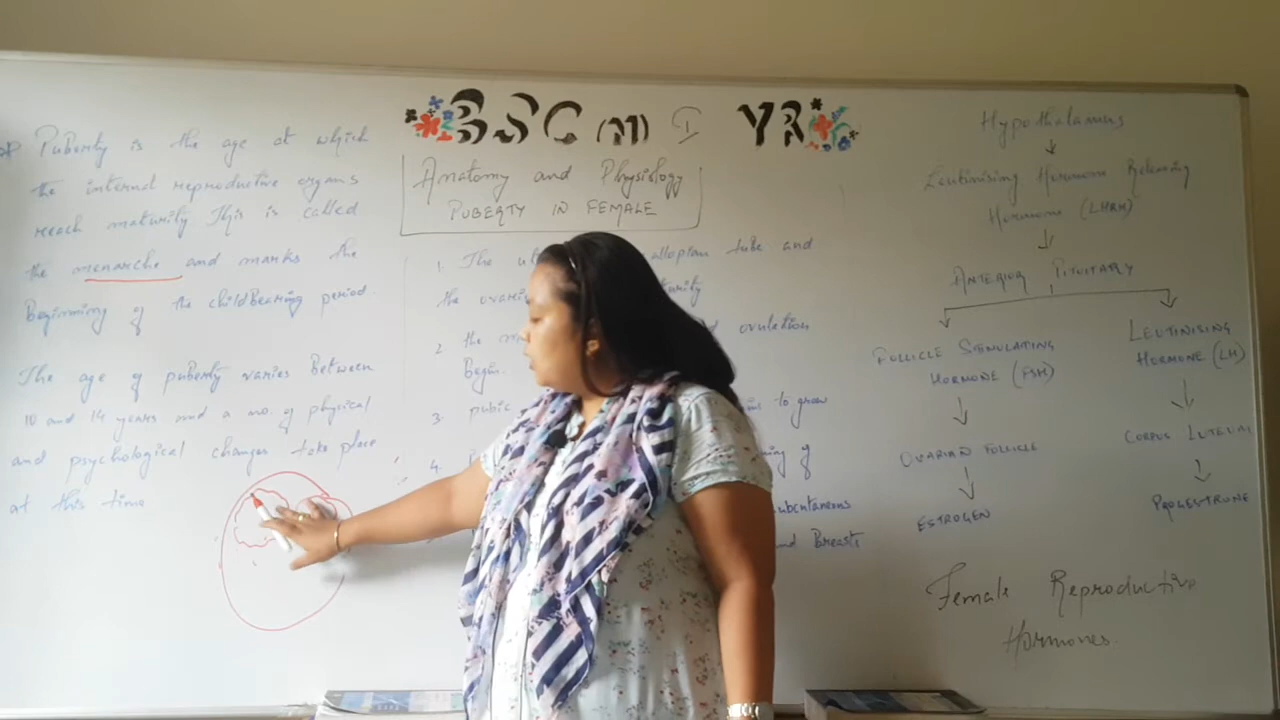 BSC (N) I YR
Anatomy and Physiology
PUBERTY IN FEMALE
* Puberty is the age at which
the internal reproductive organs
reach maturity This is called
the menarche and marks the
Beginning of the childBearing period.
The age of puberty varies Between
10 and 14 years and a no. of physical
and psychological changes take place
at this time
1. The tube and
the
2. the ovulation
Begin.
3. pubic to grow
4. of
subcutaneous
and Breasts
Hypothalamus
Leutinising Hormone Releasing
Hormone (LHRH)
ANTERIOR PITUITARY
FOLLICLE STIMULATING
HORMONE (FSH)
LEUTINISING
HORMONE (LH)
OVARIAN FOLLICLE
CORPUS LUTEUM
ESTROGEN
PROGESTRONE
Female Reproductive
Hormones.